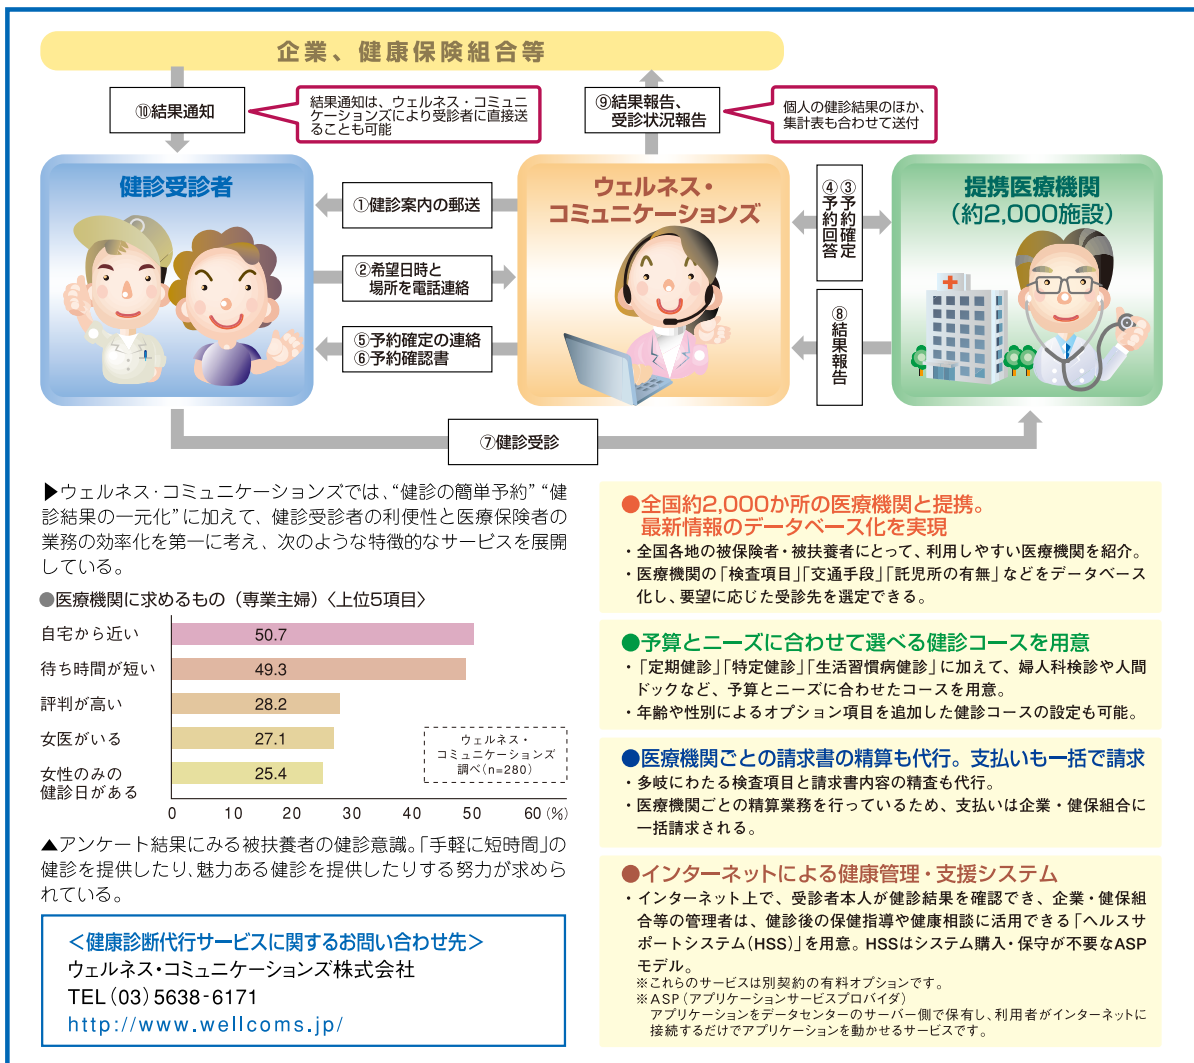 企業、健康保険組合等
⑩結果通知
結果通知は、ウェルネス・コミュニ
ケーションズにより受診者に直接送
ることも可能
⑨結果報告、
受診状況報告
個人の健診結果のほか、
集計表も合わせて送付
健診受診者
①健診案内の郵送
②希望日時と
場所を電話連絡
⑤予約確定の連絡
⑥予約確認書
ウェルネス・
コミュニケーションズ
③予約確定
④予約回答
⑧結果報告
提携医療機関
（約2,000施設）
⑦健診受診
▶ウェルネス・コミュニケーションズでは、“健診の簡単予約”“健
診結果の一元化”に加えて、健診受診者の利便性と医療保険者の
業務の効率化を第一に考え、次のような特徴的なサービスを展開
している。
●医療機関に求めるもの（専業主婦）〈上位5項目〉
自宅から近い 50.7
待ち時間が短い 49.3
評判が高い 28.2
女医がいる 27.1
女性のみの
健診日がある 25.4
ウェルネス・
コミュニケーションズ
調べ(n=280)
0 10 20 30 40 50 60 (%)
▲アンケート結果にみる被扶養者の健診意識。「手軽に短時間」の
健診を提供したり、魅力ある健診を提供したりする努力が求めら
れている。
＜健康診断代行サービスに関するお問い合わせ先＞
ウェルネス・コミュニケーションズ株式会社
TEL（03）5638-6171
http://www.wellcoms.jp/
●全国約2,000か所の医療機関と提携。
最新情報のデータベース化を実現
・全国各地の被保険者・被扶養者にとって、利用しやすい医療機関を紹介。
・医療機関の「検査項目」「交通手段」「託児所の有無」などをデータベース
化し、要望に応じた受診先を選定できる。
●予算とニーズに合わせて選べる健診コースを用意
・「定期健診」「特定健診」「生活習慣病健診」に加えて、婦人科検診や人間
ドックなど、予算とニーズに合わせたコースを用意。
・年齢や性別によるオプション項目を追加した健診コースの設定も可能。
●医療機関ごとの請求書の精算も代行。支払いも一括で請求
・多岐にわたる検査項目と請求書内容の精査も代行。
・医療機関ごとの精算業務を行っているため、支払いは企業・健保組合に
一括請求される。
●インターネットによる健康管理・支援システム
・インターネット上で、受診者本人が健診結果を確認でき、企業・健保組
合等の管理者は、健診後の保健指導や健康相談に活用できる「ヘルスサ
ポートシステム(HSS)」を用意。HSSはシステム購入・保守が不要なASP
モデル。
※これらのサービスは別契約の有料オプションです。
※ASP（アプリケーションサービスプロバイダ）
アプリケーションをデータセンターのサーバー側で保有し、利用者がインターネットに
接続するだけでアプリケーションを動かせるサービスです。